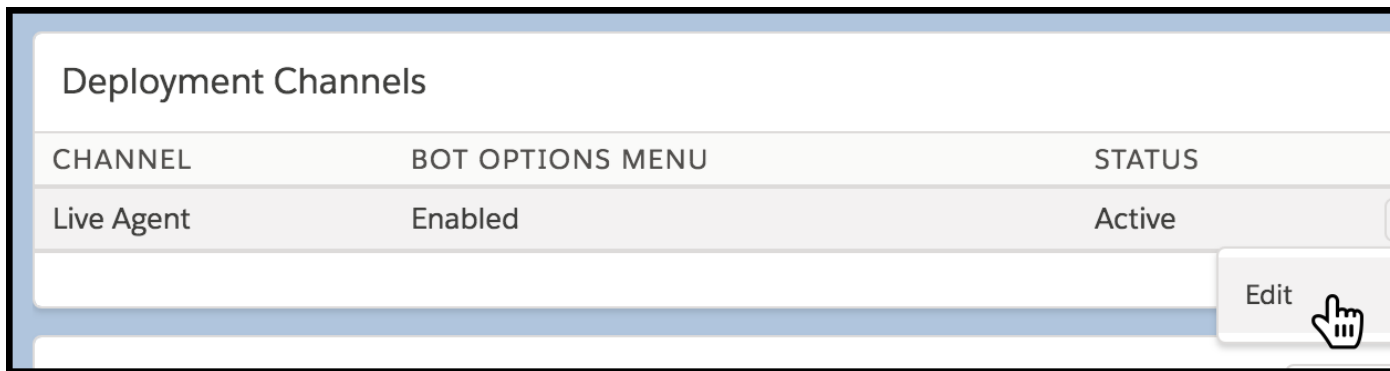 Deployment Channels
CHANNEL BOT OPTIONS MENU STATUS
Live Agent Enabled Active
Edit